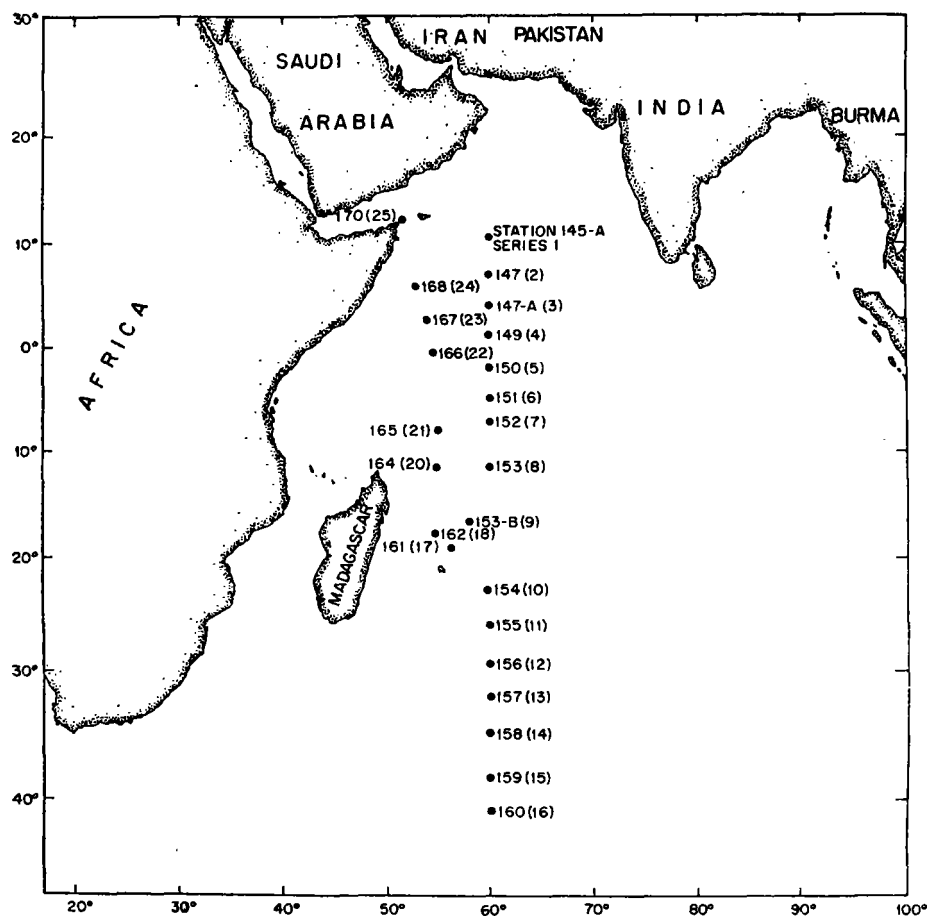 30°
IRAN PAKISTAN
SAUDI
ARABIA
INDIA
BURMA
20°
170 (25)
STATION 145-A
SERIES 1
10°
147 (2)
168 (24)
147-A (3)
167 (23)
149 (4)
0°
166 (22)
150 (5)
AFRICA
151 (6)
152 (7)
165 (21)
10°
164 (20)
153 (8)
MADAGASCAR
153-B (9)
162 (18)
161 (17)
20°
154 (10)
155 (11)
30°
156 (12)
157 (13)
158 (14)
159 (15)
40°
160 (16)
20° 30° 40° 50° 60° 70° 80° 90° 100°